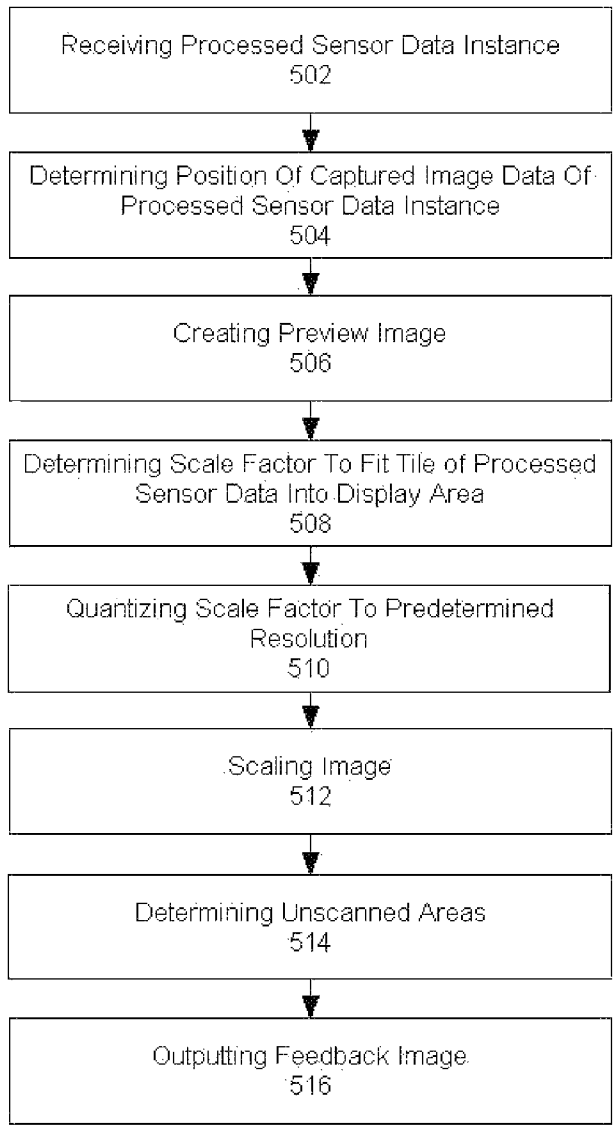 Receiving Processed Sensor Data Instance
502
Determining Position Of Captured Image Data Of
Processed Sensor Data Instance
504
Creating Preview Image
506
Determining Scale Factor To Fit Tile of Processed
Sensor Data Into Display Area
508
Quantizing Scale Factor To Predetermined
Resolution
510
Scaling Image
512
Determining Unscanned Areas
514
Outputting Feedback Image
516